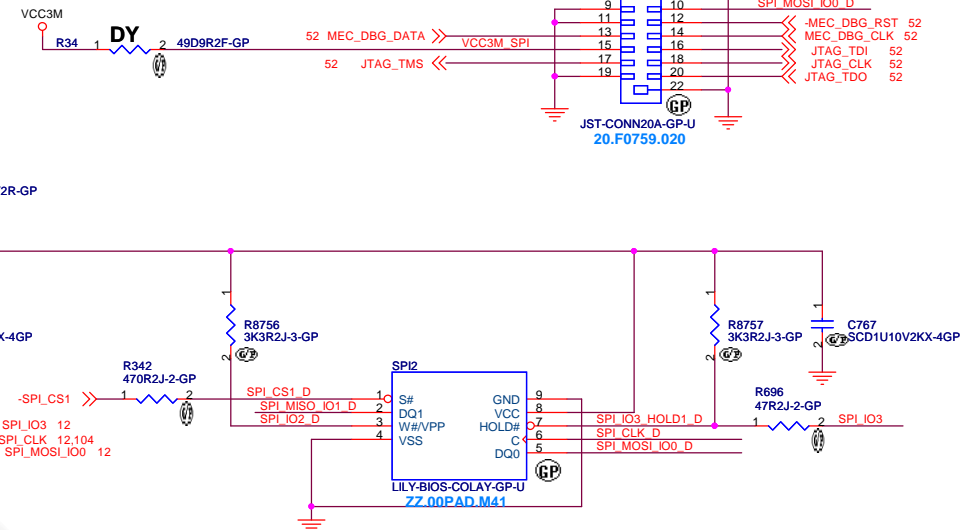 VCC3M
R34 1 DY 2 49D9R2F-GP
9 10 SPI_MOSI_IO0_D
11 12 -MEC_DBG_RST 52
52 MEC_DBG_DATA 13 14 MEC_DBG_CLK 52
VCC3M_SPI 15 16 JTAG_TDI 52
52 JTAG_TMS 17 18 JTAG_CLK 52
19 20 JTAG_TDO 52
22
GP
JST-CONN20A-GP-U
20.F0759.020
2R-GP
X-4GP
1
R8756
3K3R2J-3-GP
2
1
R8757
3K3R2J-3-GP
2
1
C767
SCD1U10V2KX-4GP
2
R342
470R2J-2-GP
-SPI_CS1 1 2
SPI_IO3 12
SPI_CLK 12,104
SPI_MOSI_IO0 12
SPI2
SPI_CS1_D 1 S#
SPI_MISO_IO1_D 2 DQ1
SPI_IO2_D 3 W#/VPP
4 VSS
GND 9
VCC 8
HOLD# 7 SPI_IO3_HOLD1_D
C 6 SPI_CLK_D
DQ0 5 SPI_MOSI_IO0_D
GP
LILY-BIOS-COLAY-GP-U
ZZ.00PAD.M41
R696
47R2J-2-GP
1 2 SPI_IO3